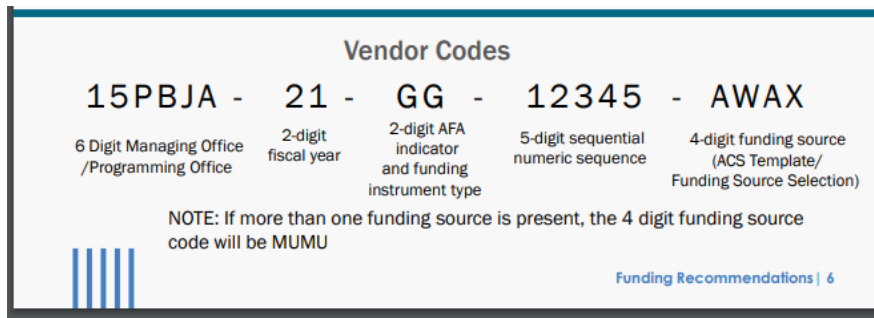 Vendor Codes
15PBJA - 21 - GG - 12345 - AWAX
6 Digit Managing Office
/Programming Office
2-digit
fiscal year
2-digit AFA
indicator
and funding
instrument type
5-digit sequential
numeric sequence
4-digit funding source
(ACS Template/
Funding Source Selection)
NOTE: If more than one funding source is present, the 4 digit funding source
code will be MUMU
Funding Recommendations| 6